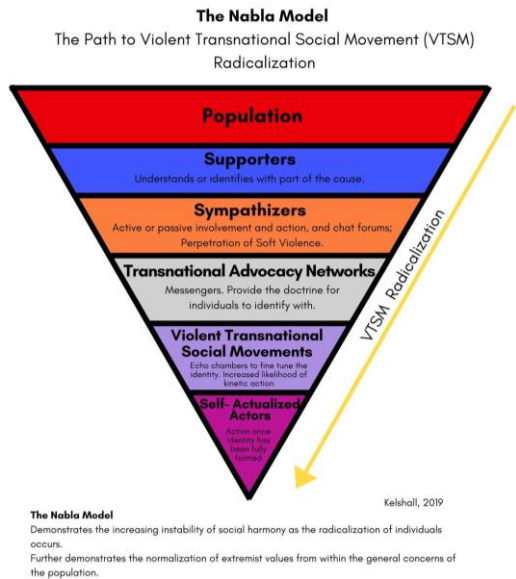 The Nabla Model
The Path to Violent Transnational Social Movement (VTSM)
Radicalization
Population
Supporters
Understands or identifies with part of the cause.
Sympathizers
Active or passive involvement and action, and chat forums;
Perpetration of Soft Violence.
Transnational Advocacy Networks
Messengers. Provide the doctrine for
individuals to identify with.
Violent Transnational
Social Movements
Echo chambers to fine tune the
identity. Increased likelihood of
kinetic action
Self- Actualized
Actors
Action once
identity has
been fully
formed
VTSM Radicalization
Kelshall, 2019
The Nabla Model
Demonstrates the increasing instability of social harmony as the radicalization of individuals
occurs.
Further demonstrates the normalization of extremist values from within the general concerns of
the population.